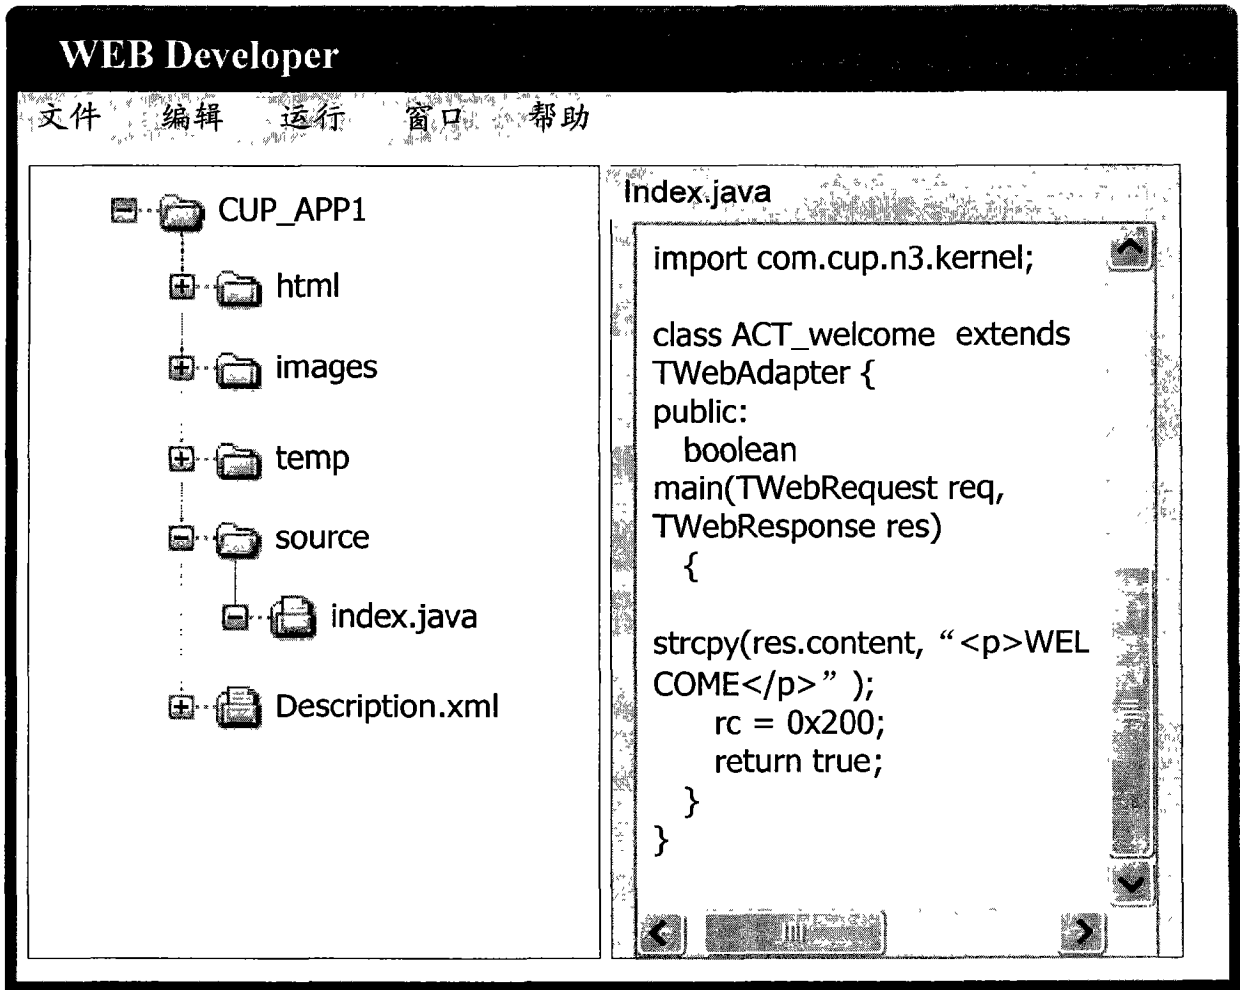 WEB Developer
文件 编辑 运行 窗口 帮助
CUP_APP1
html
images
temp
source
index.java
Description.xml
Index.java
import com.cup.n3.kernel;
class ACT_welcome extends
TWebAdapter {
public:
boolean
main(TWebRequest req,
TWebResponse res)
{
strcpy(res.content, “<p>WEL
COME</p>” );
rc = 0x200;
return true;
}
}